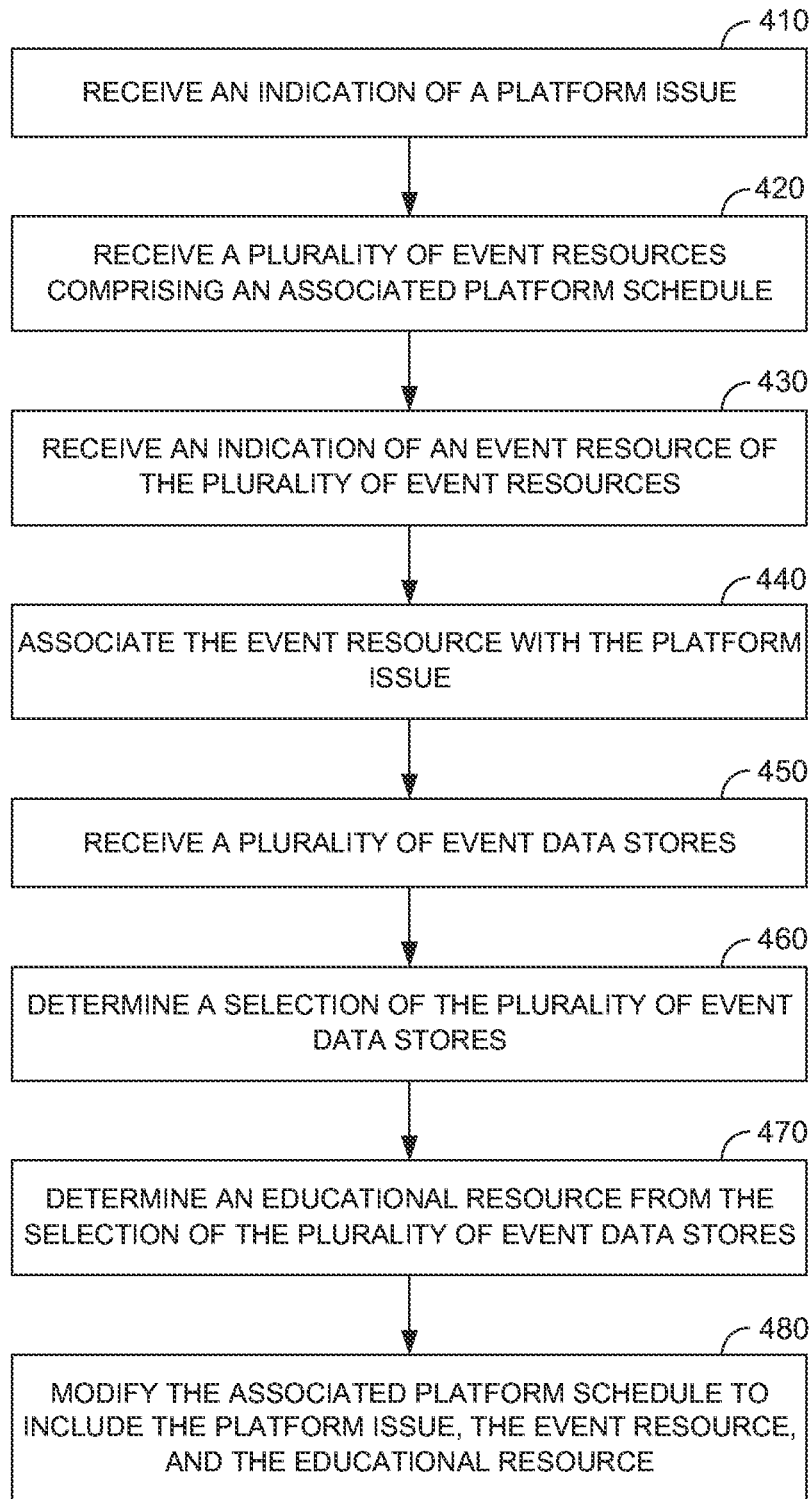 410
RECEIVE AN INDICATION OF A PLATFORM ISSUE
420
RECEIVE A PLURALITY OF EVENT RESOURCES
COMPRISING AN ASSOCIATED PLATFORM SCHEDULE
430
RECEIVE AN INDICATION OF AN EVENT RESOURCE OF
THE PLURALITY OF EVENT RESOURCES
440
ASSOCIATE THE EVENT RESOURCE WITH THE PLATFORM
ISSUE
450
RECEIVE A PLURALITY OF EVENT DATA STORES
460
DETERMINE A SELECTION OF THE PLURALITY OF EVENT
DATA STORES
470
DETERMINE AN EDUCATIONAL RESOURCE FROM THE
SELECTION OF THE PLURALITY OF EVENT DATA STORES
480
MODIFY THE ASSOCIATED PLATFORM SCHEDULE TO
INCLUDE THE PLATFORM ISSUE, THE EVENT RESOURCE,
AND THE EDUCATIONAL RESOURCE